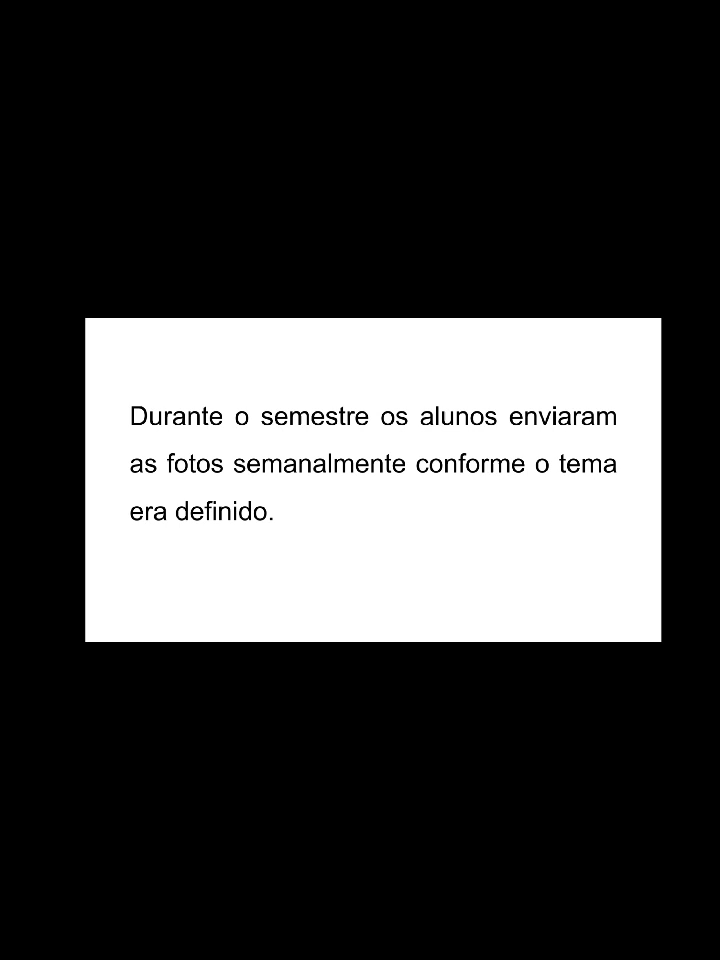 Durante o semestre os alunos enviaram
as fotos semanalmente conforme o tema
era definido.